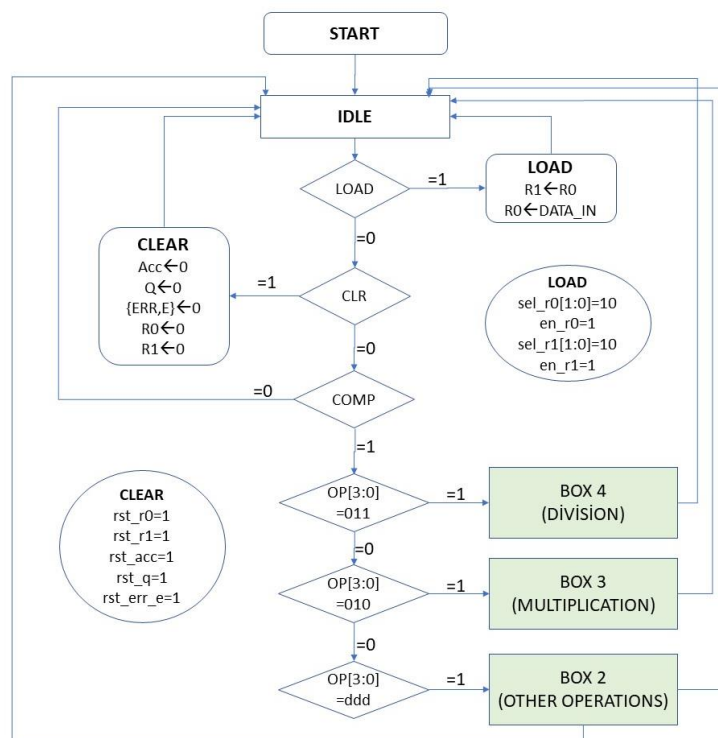 START
IDLE
LOAD
=1
LOAD
R1←R0
R0←DATA_IN
=0
CLEAR
Acc←0
Q←0
{ERR,E}←0
R0←0
R1←0
=1
CLR
LOAD
sel_r0[1:0]=10
en_r0=1
sel_r1[1:0]=10
en_r1=1
=0
=0
COMP
=1
CLEAR
rst_r0=1
rst_r1=1
rst_acc=1
rst_q=1
rst_err_e=1
OP[3:0]
=011
=1
BOX 4
(DİVİSİON)
=0
OP[3:0]
=010
=1
BOX 3
(MULTIPLICATION)
=0
OP[3:0]
=ddd
=1
BOX 2
(OTHER OPERATIONS)